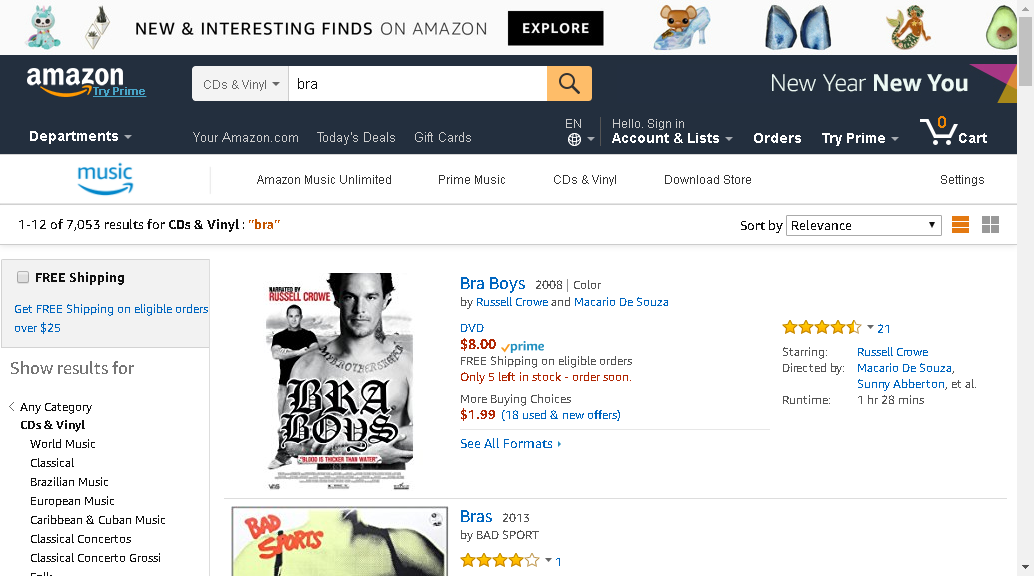 NEW & INTERESTING FINDS ON AMAZON EXPLORE
amazon
Try Prime
CDs & Vinyl bra
New Year New You
Departments
Your Amazon.com Today's Deals Gift Cards
EN
Hello. Sign in
Account & Lists
Orders
Try Prime
0
Cart
music
Amazon Music Unlimited Prime Music CDs & Vinyl Download Store Settings
1-12 of 7,053 results for CDs & Vinyl : "bra"
Sort by Relevance
FREE Shipping
Get FREE Shipping on eligible orders
over $25
Show results for
Any Category
CDs & Vinyl
World Music
Classical
Brazilian Music
European Music
Caribbean & Cuban Music
Classical Concertos
Classical Concerto Grossi
Folk
NARRATED BY
RUSSELL CROWE
BRA
BOYS
"BLOOD IS THICKER THAN WATER"
Bra Boys 2008 | Color
by Russell Crowe and Macario De Souza
DVD
$8.00 prime
FREE Shipping on eligible orders
Only 5 left in stock - order soon.
More Buying Choices
$1.99 (18 used & new offers)
See All Formats
21
Starring: Russell Crowe
Directed by: Macario De Souza,
Sunny Abberton, et al.
Runtime: 1 hr 28 mins
BAD
SPORTS
Bras 2013
by BAD SPORT
1